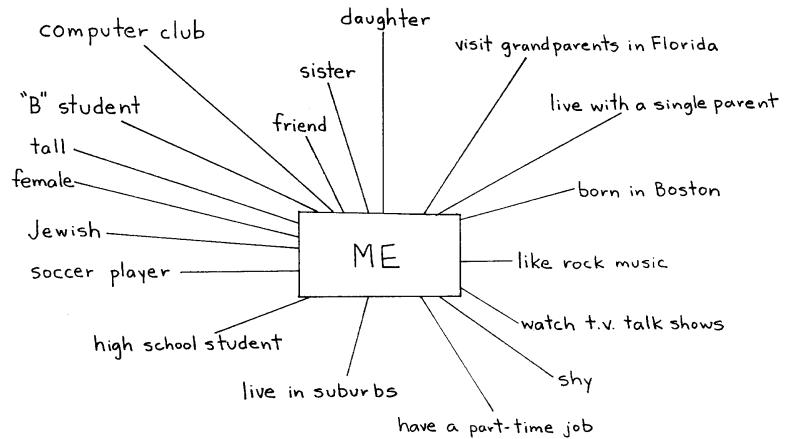 daughter
computer club
visit grandparents in Florida
sister
"B" student
live with a single parent
friend
tall
female
born in Boston
Jewish
ME
like rock music
soccer player
watch t.v. talk shows
high school student
shy
live in suburbs
have a part-time job